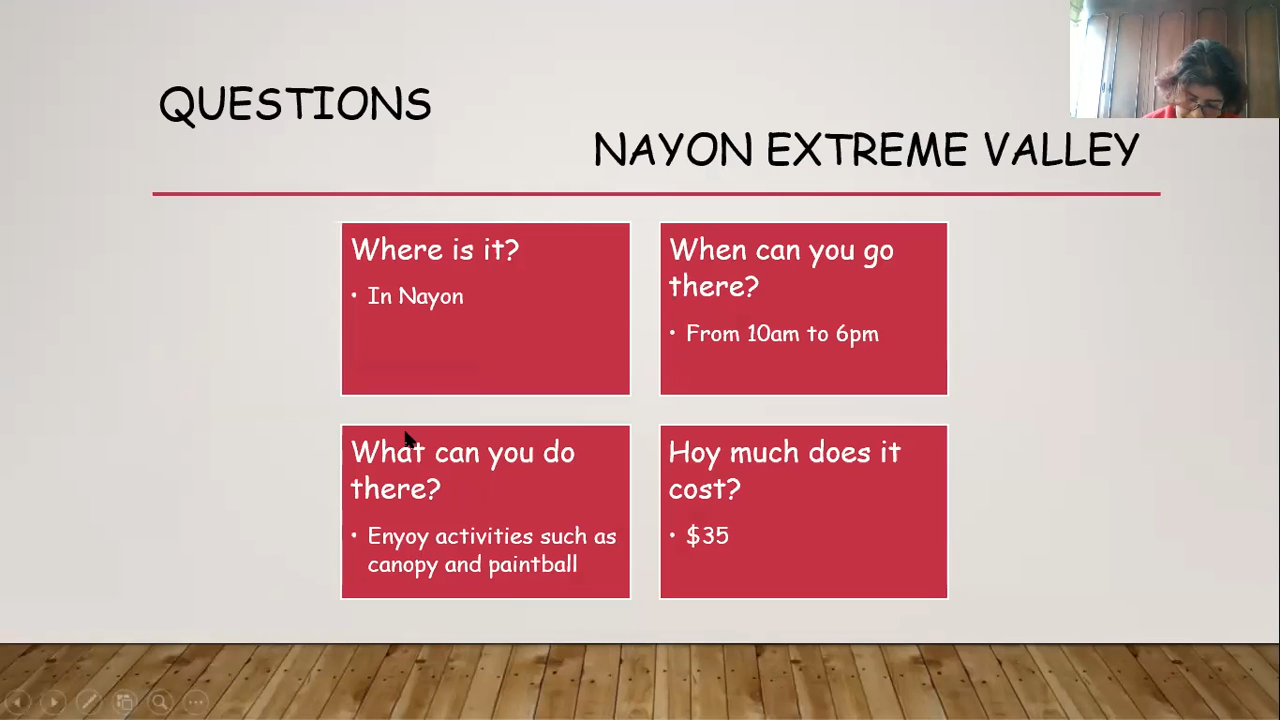 QUESTIONS
NAYON EXTREME VALLEY
Where is it?
• In Nayon
When can you go
there?
• From 10am to 6pm
What can you do
there?
• Enyoy activities such as
canopy and paintball
Hoy much does it
cost?
• $35